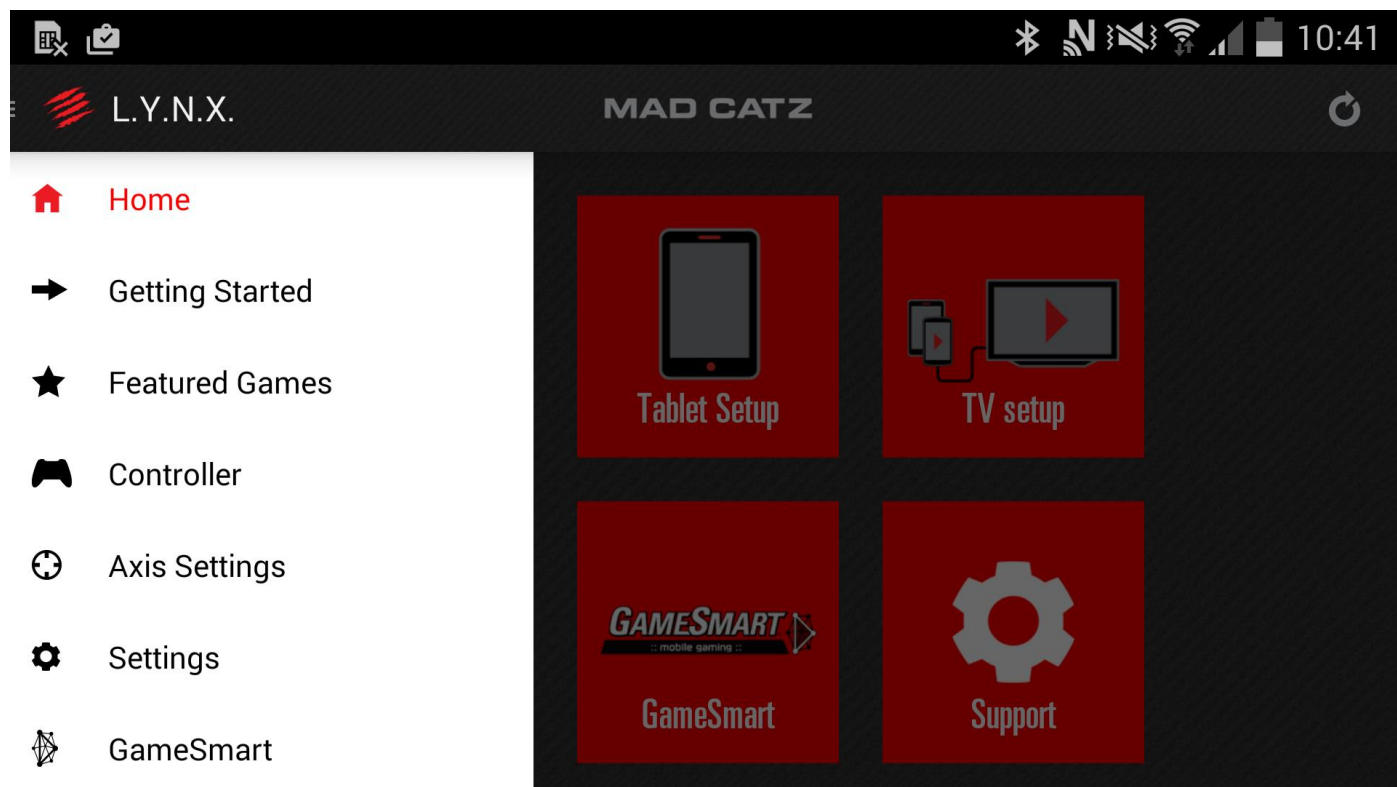 10:41
L.Y.N.X.
MAD CATZ
Home
Getting Started
Featured Games
Controller
Axis Settings
Settings
GameSmart
Tablet Setup
TV setup
GAMESMART
:: mobile gaming ::
GameSmart
Support